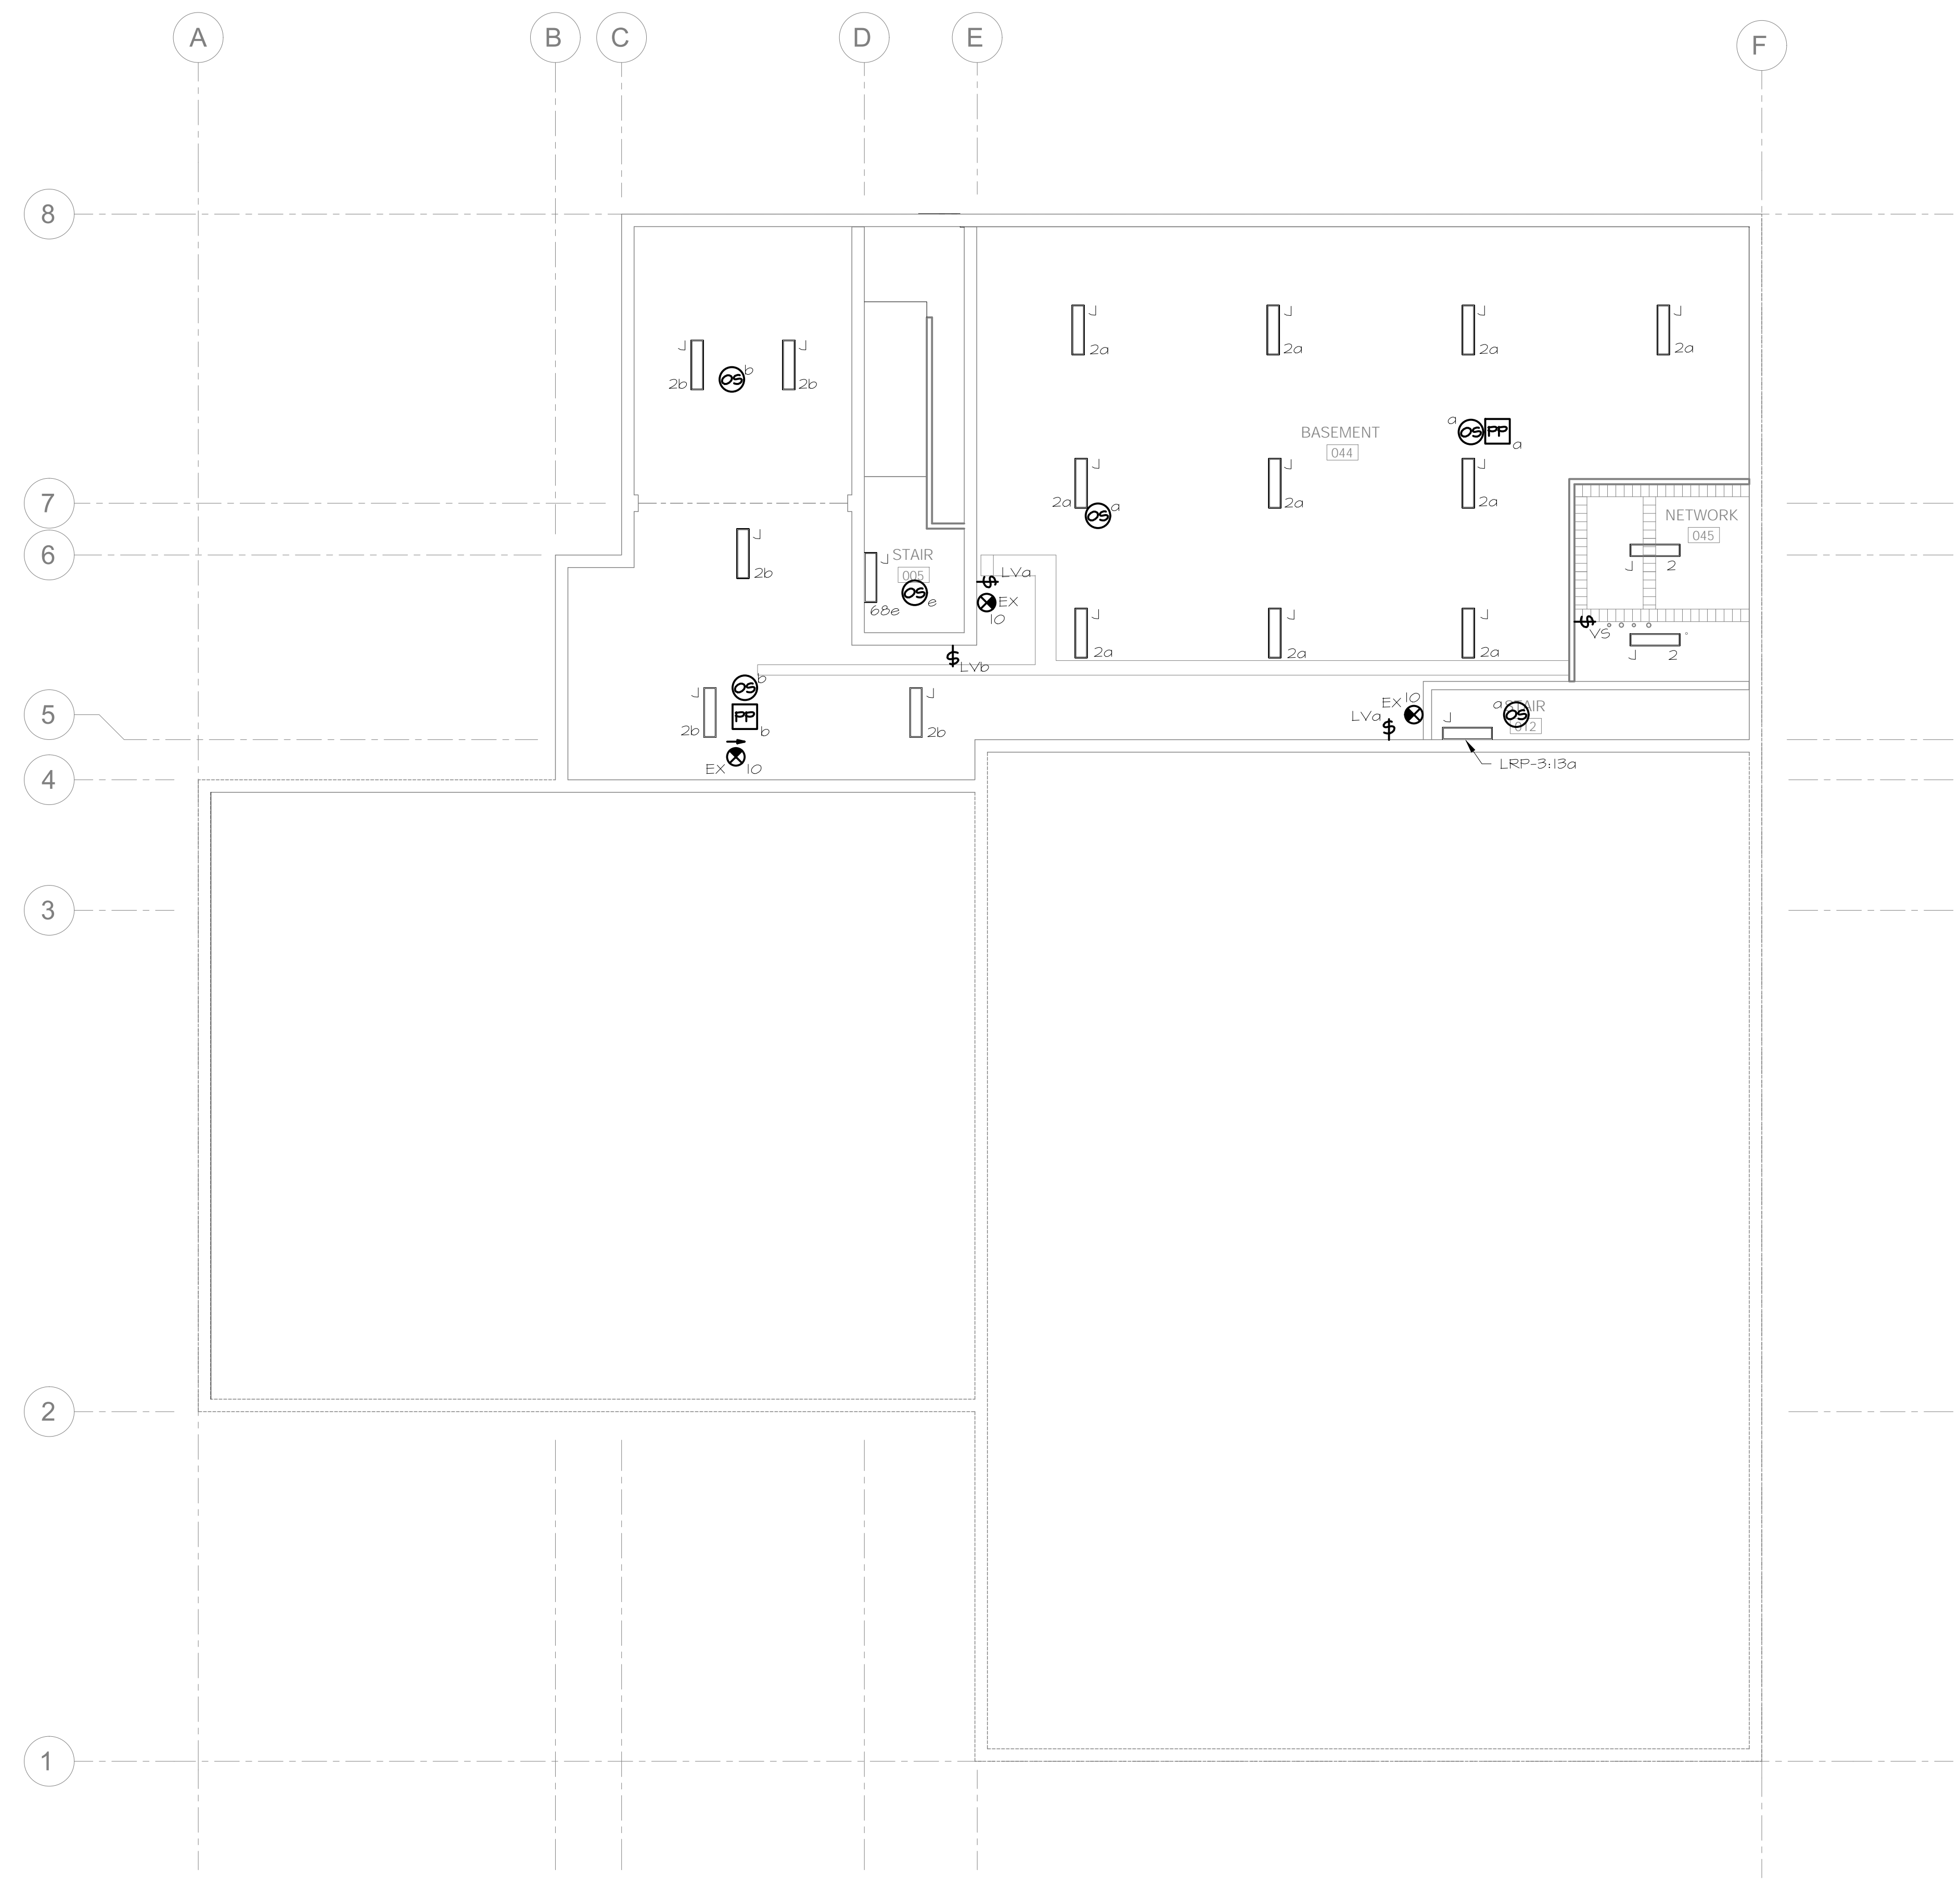 A
B
C
D
E
F
8
J
J
J
J
2a
2a
2a
2a
J
J
b
OS
2b
2b
a
OS
PP
a
BASEMENT
044
J
J
J
2a
2a
2a
7
OS
a
NETWORK
045
J
2
6
J
2b
STAIR
005
J
OS
68e
e
LVa
EX
10
J
J
J
2a
2a
2a
VS
J
2
LVb
b
OS
J
J
PP
2b
b
2b
EX
10
5
EX
10
LVa
J
a
STAIR
OS
012
LRP-3:13a
4
3
2
1